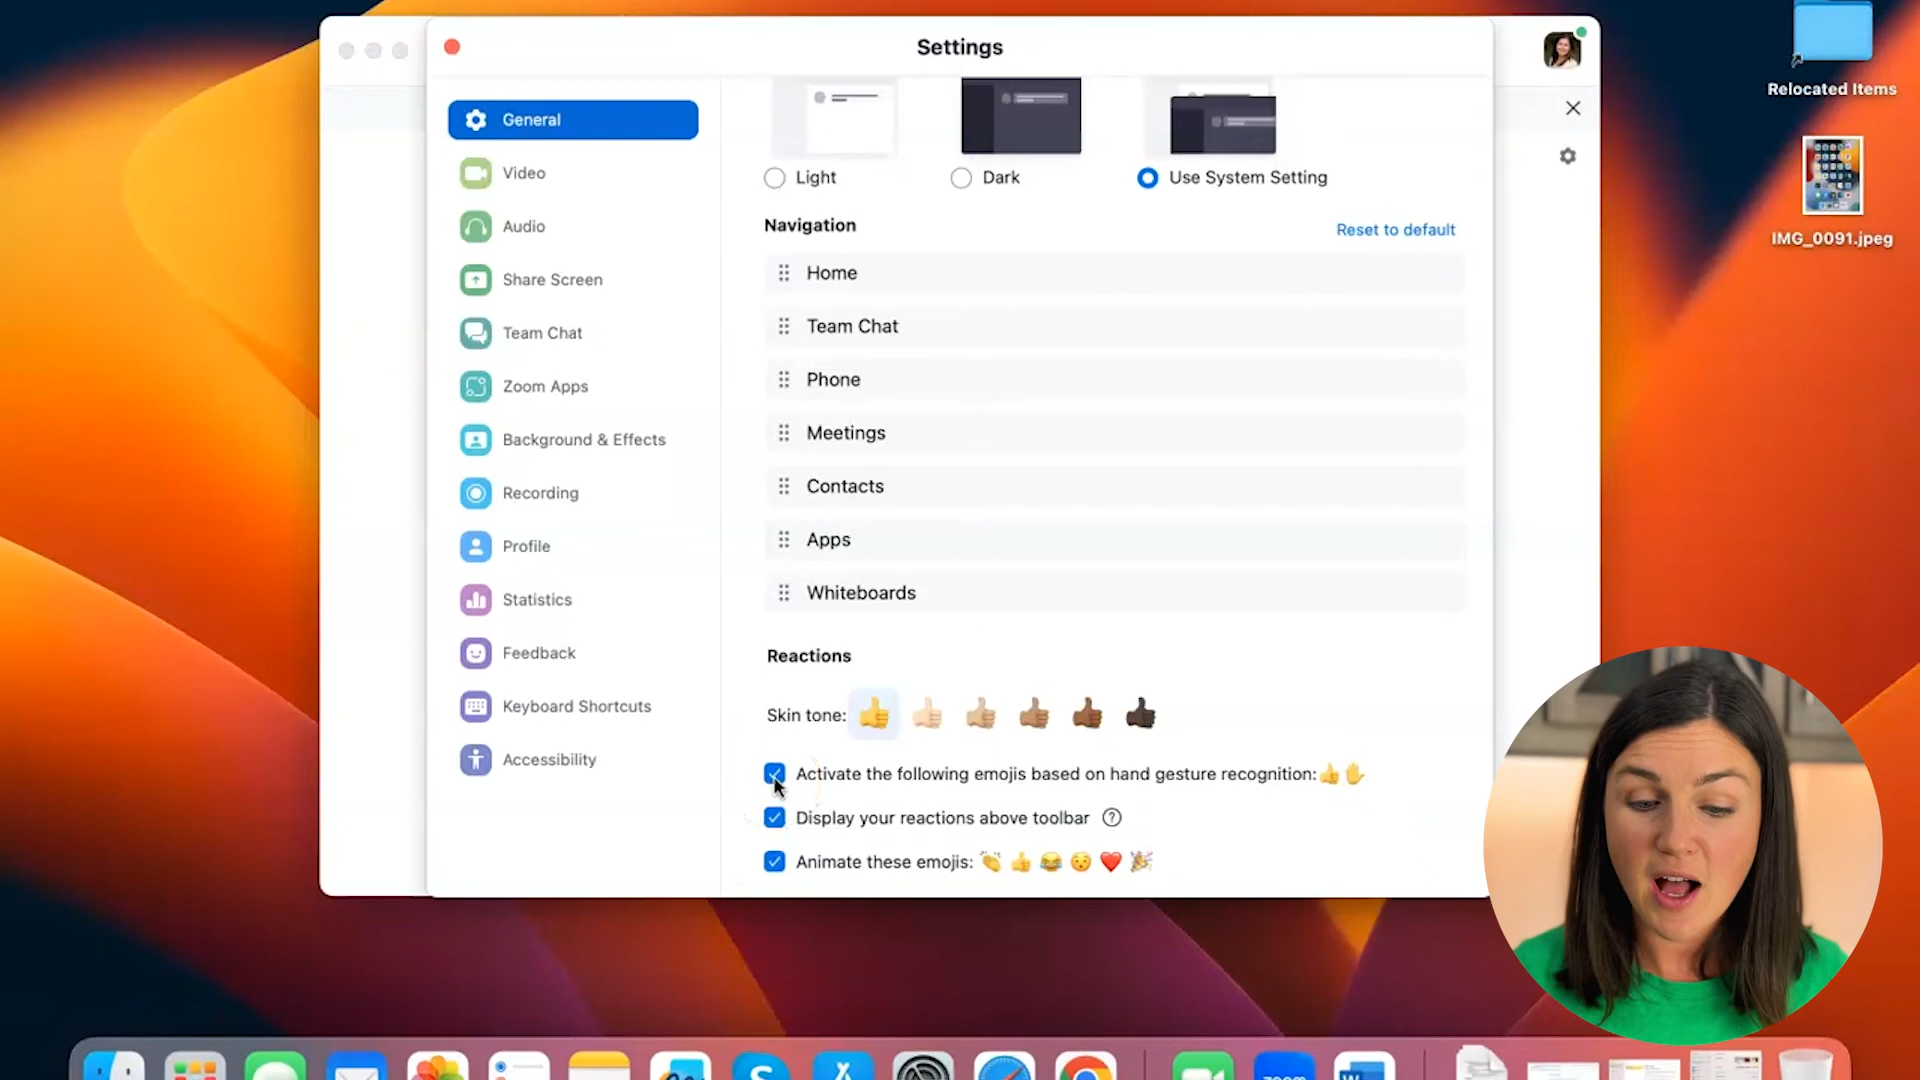 Settings
General
Video
Audio
Share Screen
Team Chat
Zoom Apps
Background & Effects
Recording
Profile
Statistics
Feedback
Keyboard Shortcuts
Accessibility
Light
Dark
Use System Setting
Navigation
Reset to default
Home
Team Chat
Phone
Meetings
Contacts
Apps
Whiteboards
Reactions
Skin tone:
Activate the following emojis based on hand gesture recognition:👍✋
Display your reactions above toolbar ?
Animate these emojis: 👏 👍 😂 😯 ❤️ 🎉
Relocated Items
IMG_0091.jpeg
zoom
W